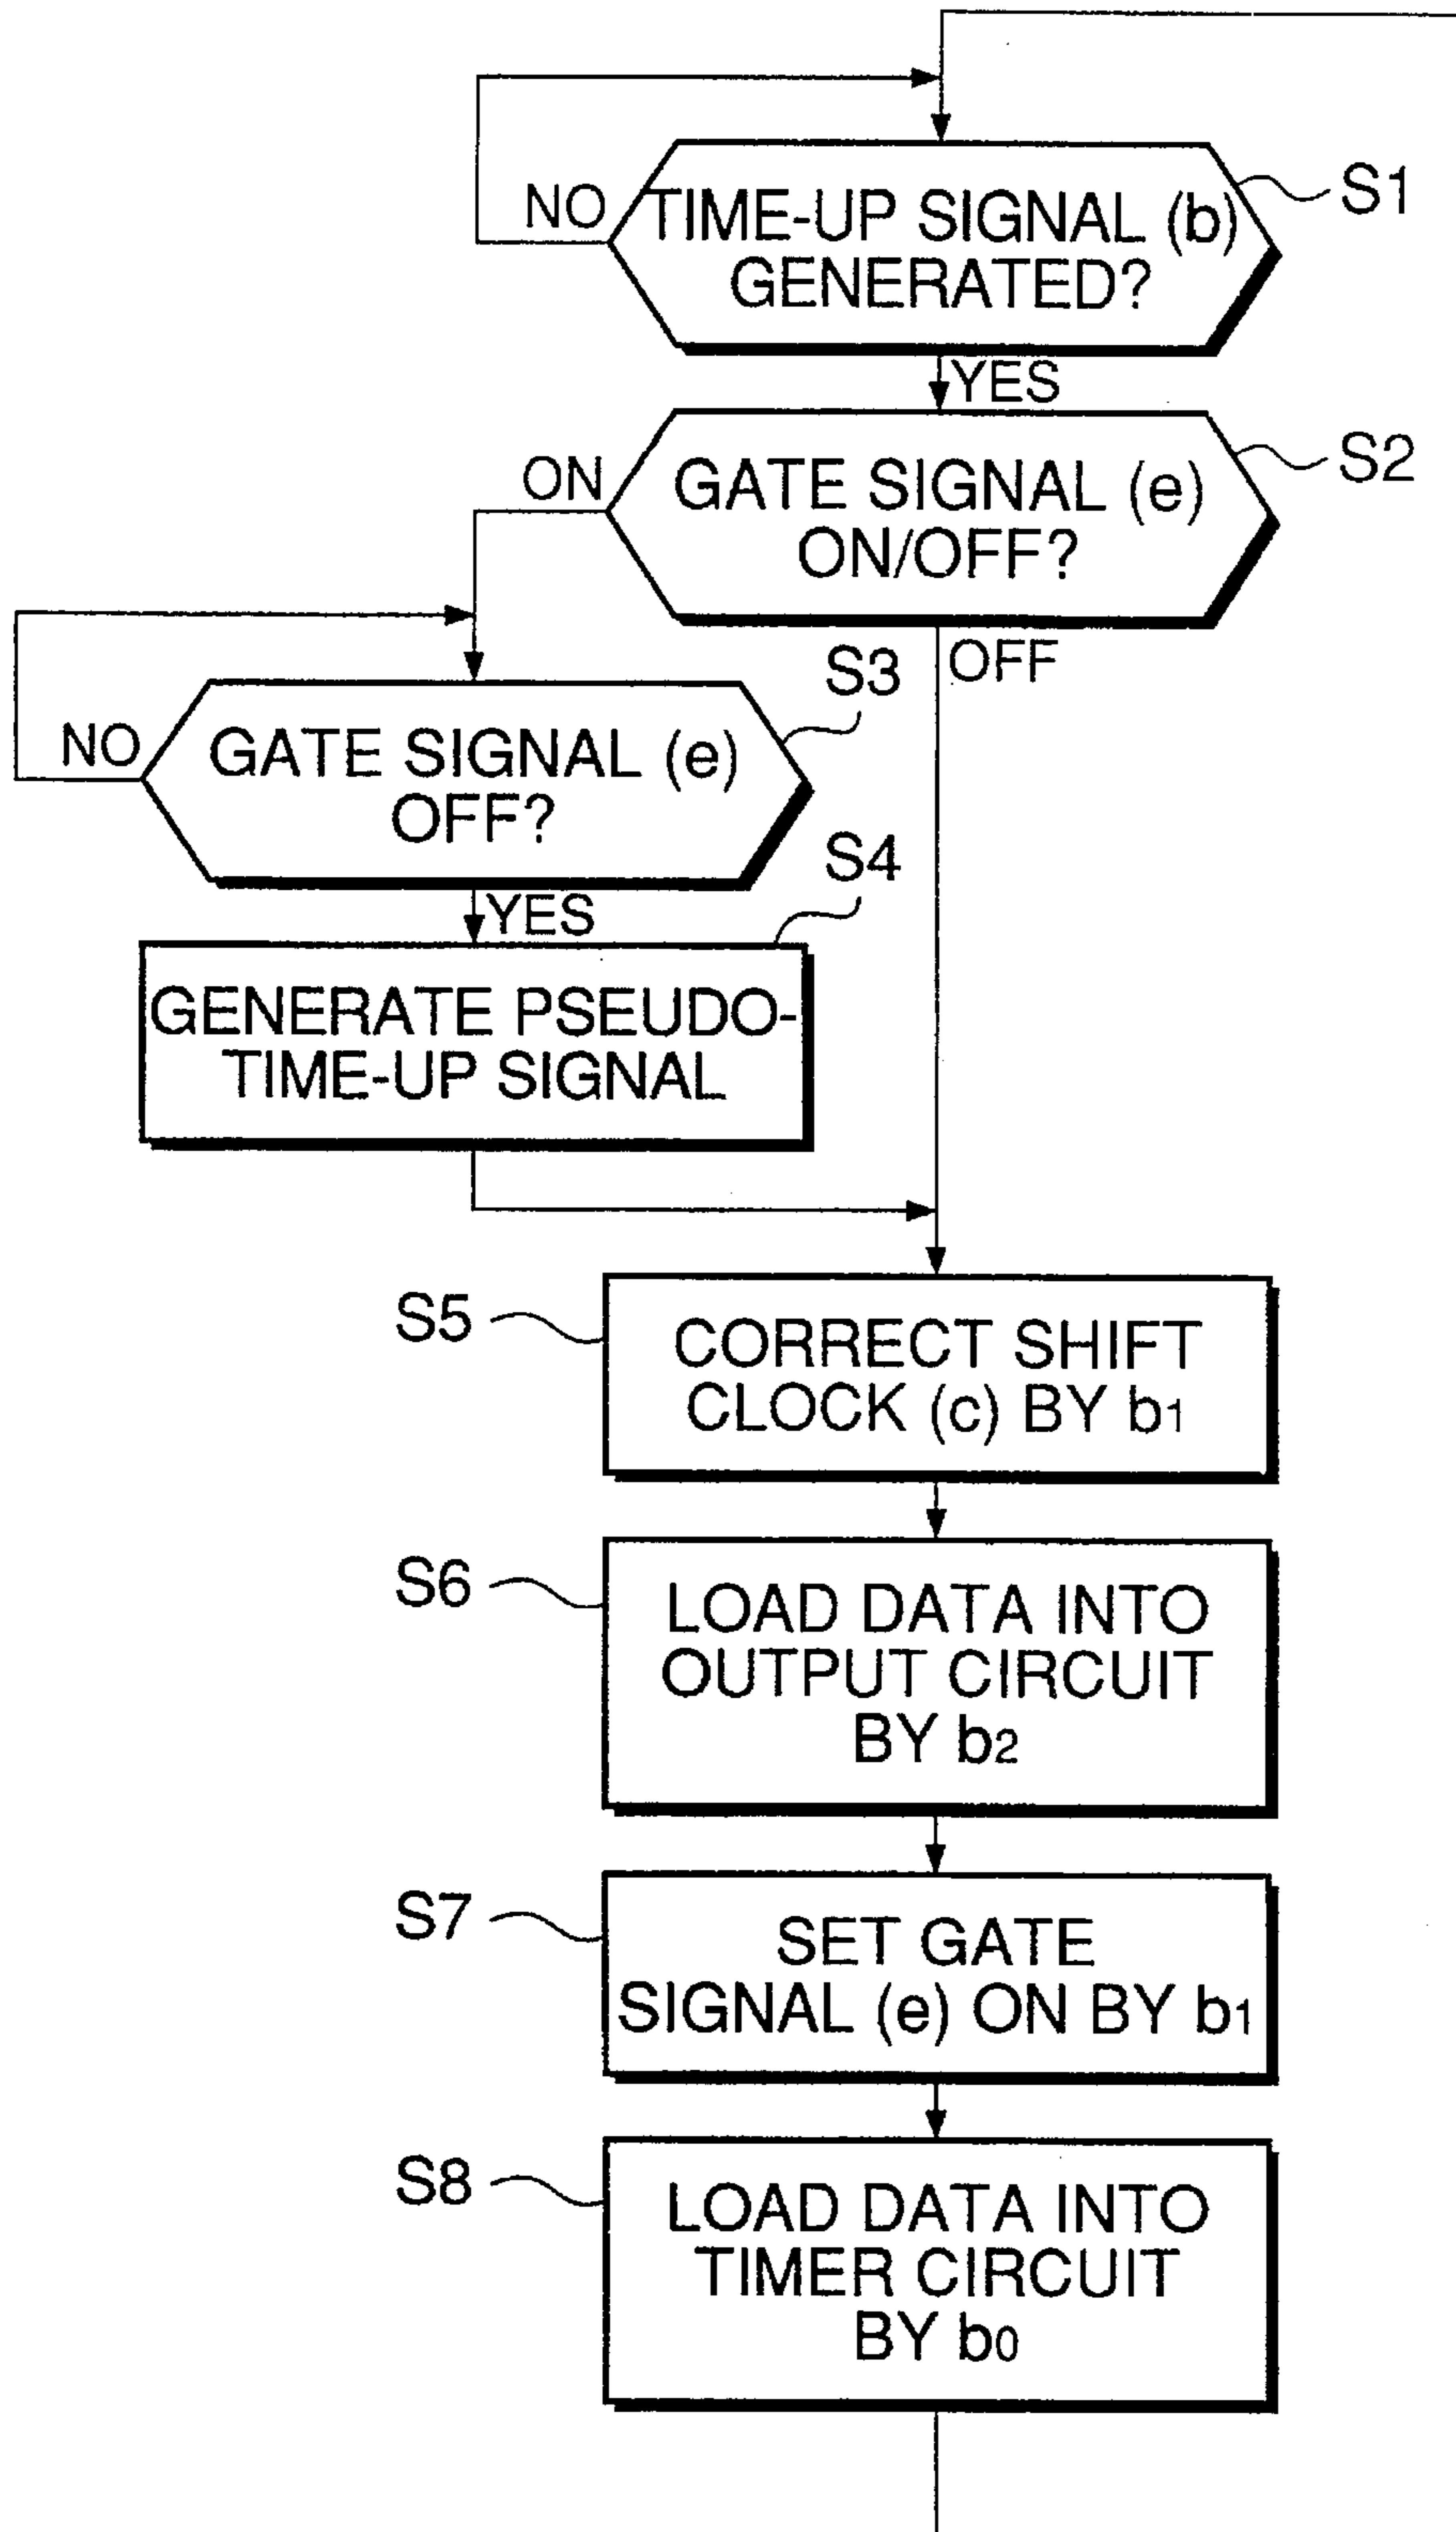 NO
TIME-UP SIGNAL (b)
GENERATED?
S1
YES
ON
GATE SIGNAL (e)
ON/OFF?
S2
OFF
NO
GATE SIGNAL (e)
OFF?
S3
YES
S4
GENERATE PSEUDO-
TIME-UP SIGNAL
S5
CORRECT SHIFT
CLOCK (c) BY b1
S6
LOAD DATA INTO
OUTPUT CIRCUIT
BY b2
S7
SET GATE
SIGNAL (e) ON BY b1
S8
LOAD DATA INTO
TIMER CIRCUIT
BY b0